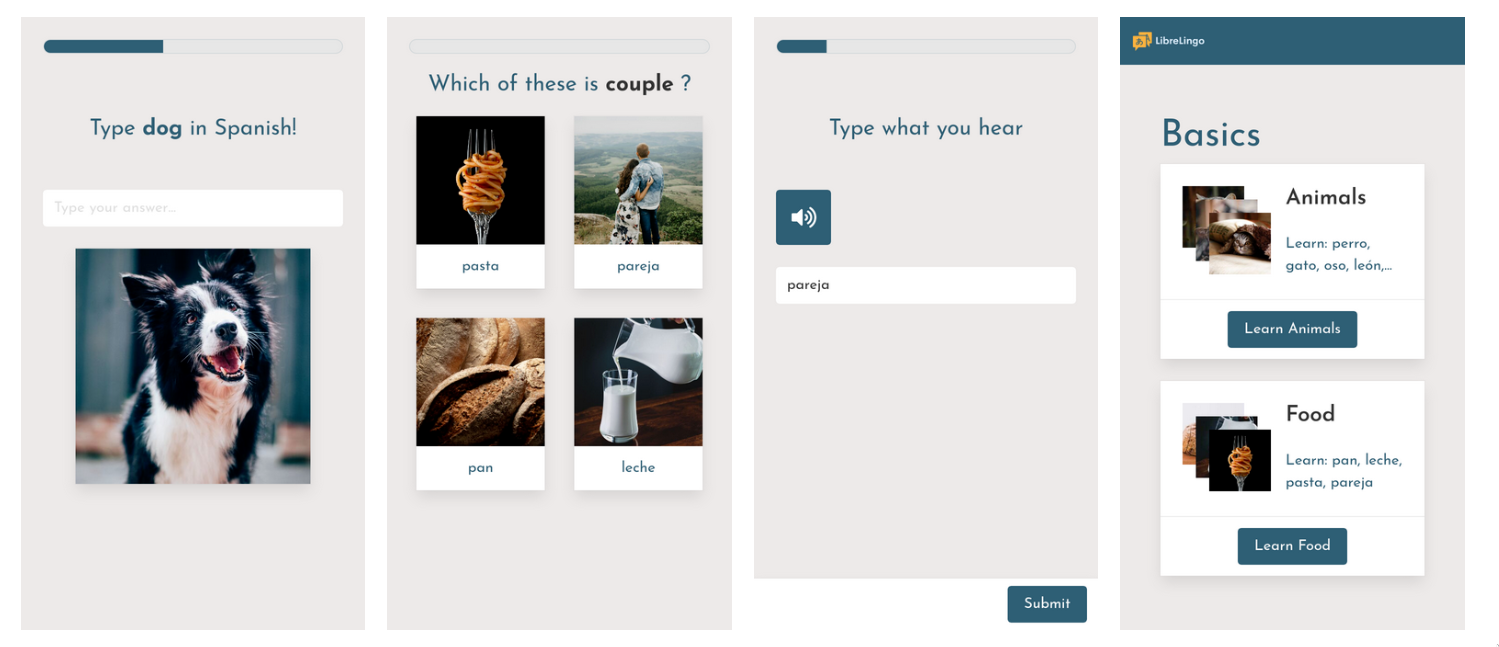 Type dog in Spanish!
Type your answer...
Which of these is couple ?
pasta
pareja
pan
leche
Type what you hear
pareja
Submit
LibreLingo
Basics
Animals
Learn: perro,
gato, oso, león,...
Learn Animals
Food
Learn: pan, leche,
pasta, pareja
Learn Food